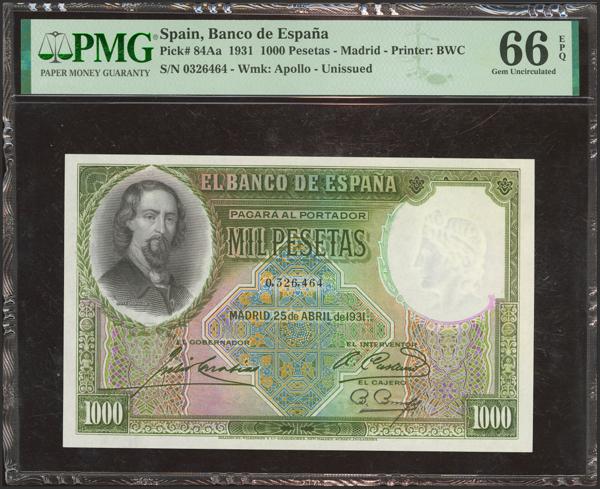 PMG
PAPER MONEY GUARANTY
Spain, Banco de España
Pick# 84Aa 1931 1000 Pesetas - Madrid - Printer: BWC
S/N 0326464 - Wmk: Apollo - Unissued
66 EPQ
Gem Uncirculated
EL BANCO DE ESPAÑA
PAGARÁ AL PORTADOR
MIL PESETAS
0,326,464
MADRID, 25 de ABRIL de 1931.
EL GOBERNADOR
EL INTERVENTOR
EL CAJERO
1000
1000